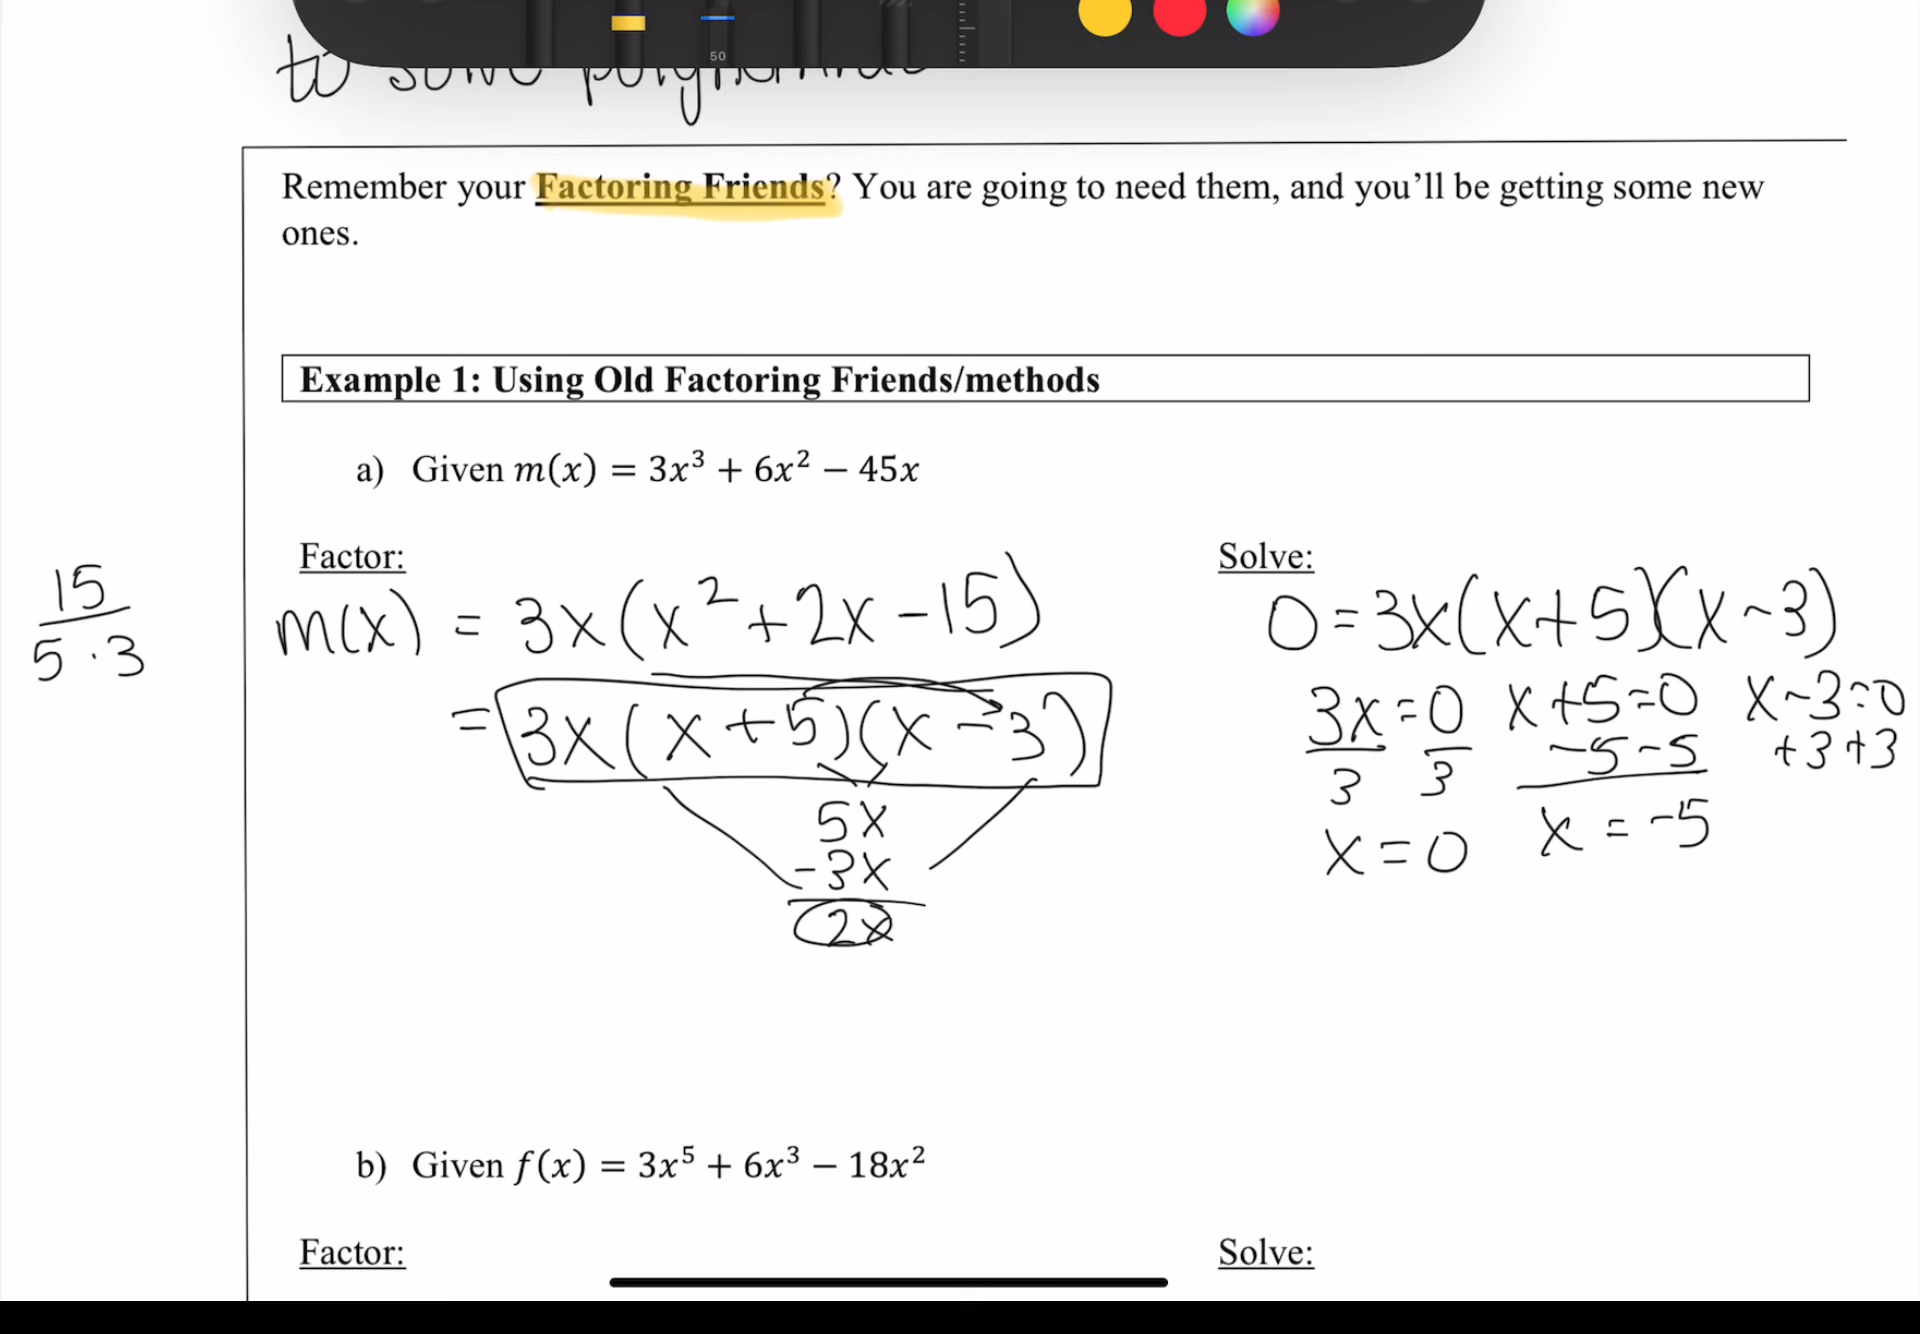 50
to solve polynomials
Remember your Factoring Friends? You are going to need them, and you'll be getting some new
ones.
Example 1: Using Old Factoring Friends/methods
a) Given m(x) = 3x³ + 6x² − 45x
Factor:
m(x) = 3x(x²+2x-15)
= 3x(x+5)(x-3)
5x
-3x
2x
15
5·3
Solve:
0=3x(x+5)(x-3)
3x=0 x+5=0 x-3=0
3 3 -5-5 +3+3
x=0 x=-5
b) Given f(x) = 3x⁵ + 6x³ − 18x²
Factor:
Solve: